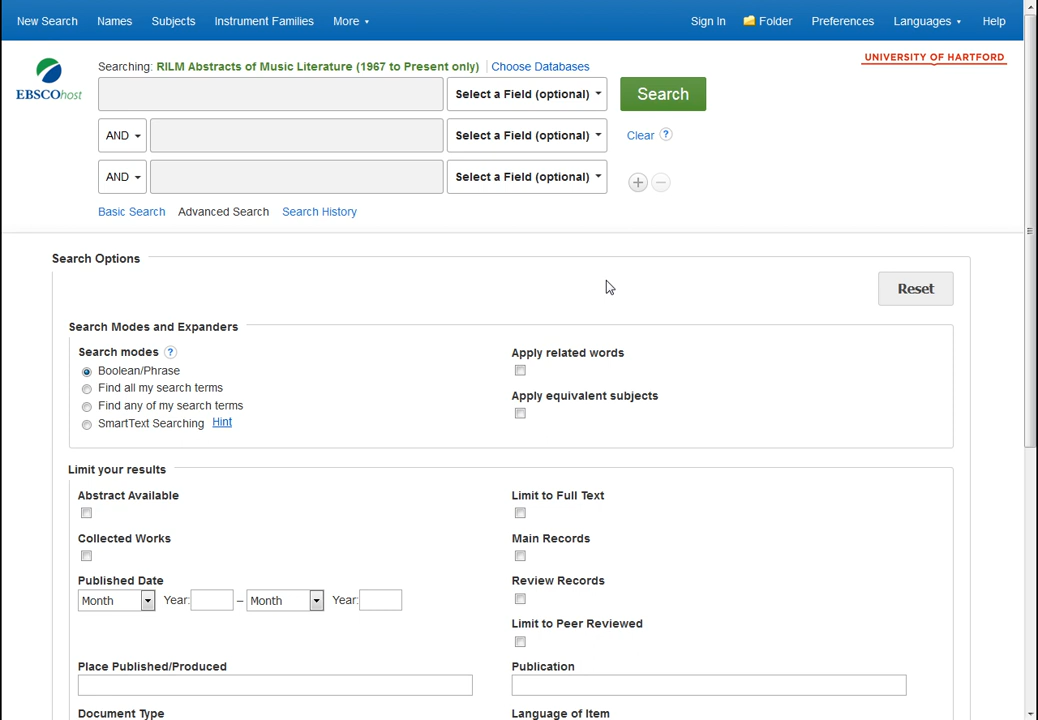 New Search Names Subjects Instrument Families More Sign In Folder Preferences Languages Help
UNIVERSITY OF HARTFORD
EBSCOhost
Searching: RILM Abstracts of Music Literature (1967 to Present only) Choose Databases
Select a Field (optional) Search
AND Select a Field (optional) Clear ?
AND Select a Field (optional) + −
Basic Search Advanced Search Search History
Search Options
Reset
Search Modes and Expanders
Search modes ? Apply related words
Boolean/Phrase
Find all my search terms
Apply equivalent subjects
Find any of my search terms
SmartText Searching Hint
Limit your results
Abstract Available Limit to Full Text
Collected Works Main Records
Published Date Review Records
Month Year: – Month Year:
Limit to Peer Reviewed
Place Published/Produced Publication
Document Type Language of Item